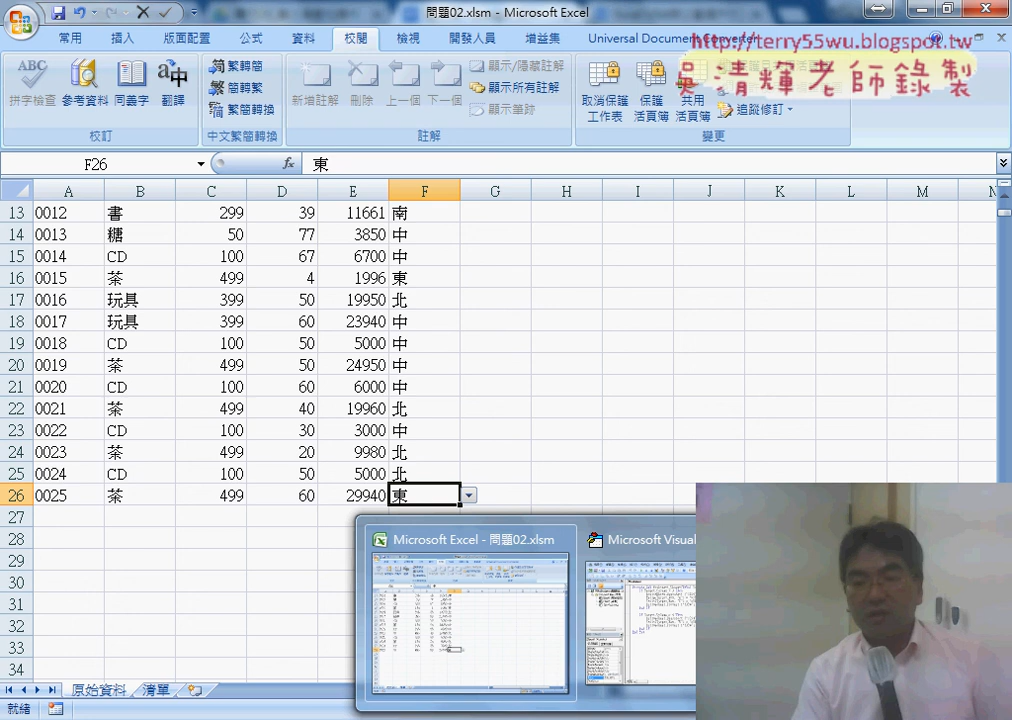 問題02.xlsm - Microsoft Excel
常用 插入 版面配置 公式 資料 校閱 檢視 開發人員 增益集 Universal Document Converter
http://terry55wu.blogspot.tw
吳清輝老師錄製
ABC
拼字檢查 參考資料 同義字 翻譯
繁轉簡
簡轉繁
繁簡轉換
新增註解 刪除 上一個 下一個
顯示/隱藏註解
顯示所有註解
顯示筆跡
取消保護工作表 保護活頁簿 共用活頁簿
追蹤修訂
校訂 中文繁簡轉換 註解 變更
F26 fx 東
A B C D E F G H I J K L M N
13 0012 書 299 39 11661 南
14 0013 糖 50 77 3850 中
15 0014 CD 100 67 6700 中
16 0015 茶 499 4 1996 東
17 0016 玩具 399 50 19950 北
18 0017 玩具 399 60 23940 中
19 0018 CD 100 50 5000 中
20 0019 茶 499 50 24950 中
21 0020 CD 100 60 6000 中
22 0021 茶 499 40 19960 北
23 0022 CD 100 30 3000 中
24 0023 茶 499 20 9980 北
25 0024 CD 100 50 5000 北
26 0025 茶 499 60 29940 東
27
28
29
30
31
32
33
34
Microsoft Excel - 問題02.xlsm
Microsoft Visual
原始資料 清單
就緒